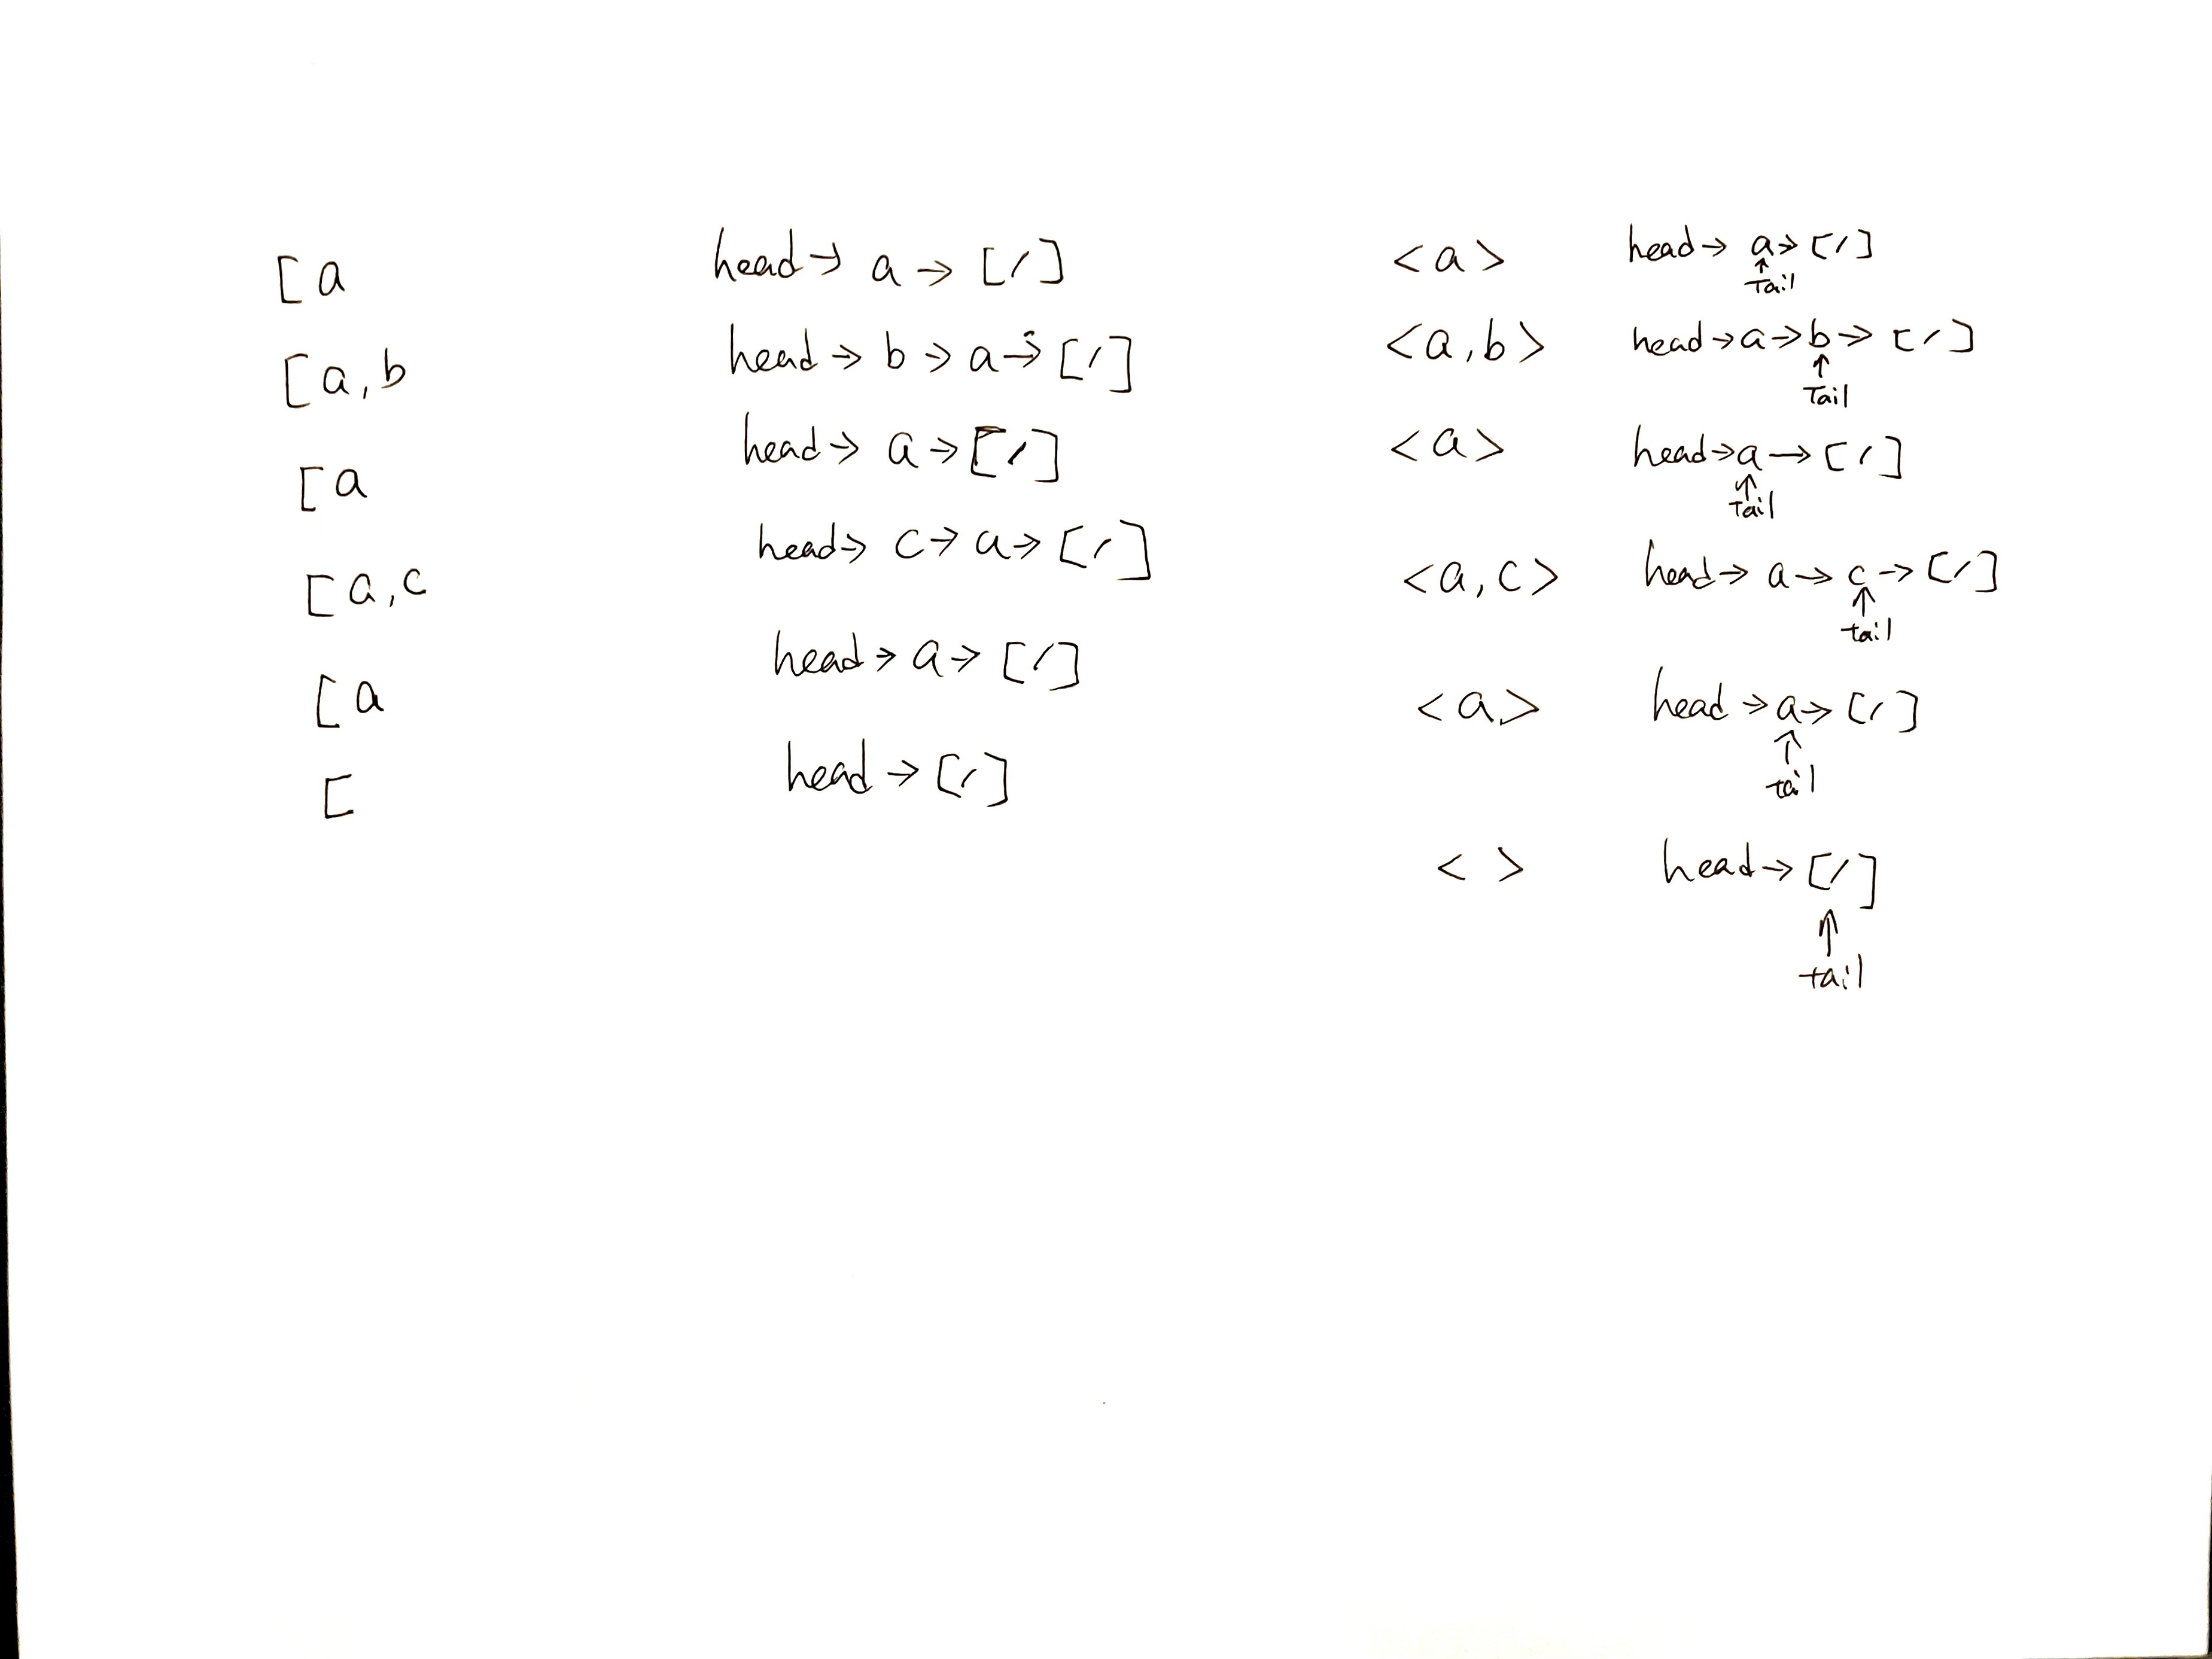 [ a
[ a, b
[ a
[ a, c
[ a
[
head → a → [/]
head → b → a → [/]
head → a → [/]
head → c → a → [/]
head → a → [/]
head → [/]
<a> head → a → [/]
↑
Tail
<a, b> head → a → b → [/]
↑
Tail
<a> head → a → [/]
↑
Tail
<a, c> head → a → c → [/]
↑
tail
<a> head → a → [/]
↑
tail
< > head → [/]
↑
tail